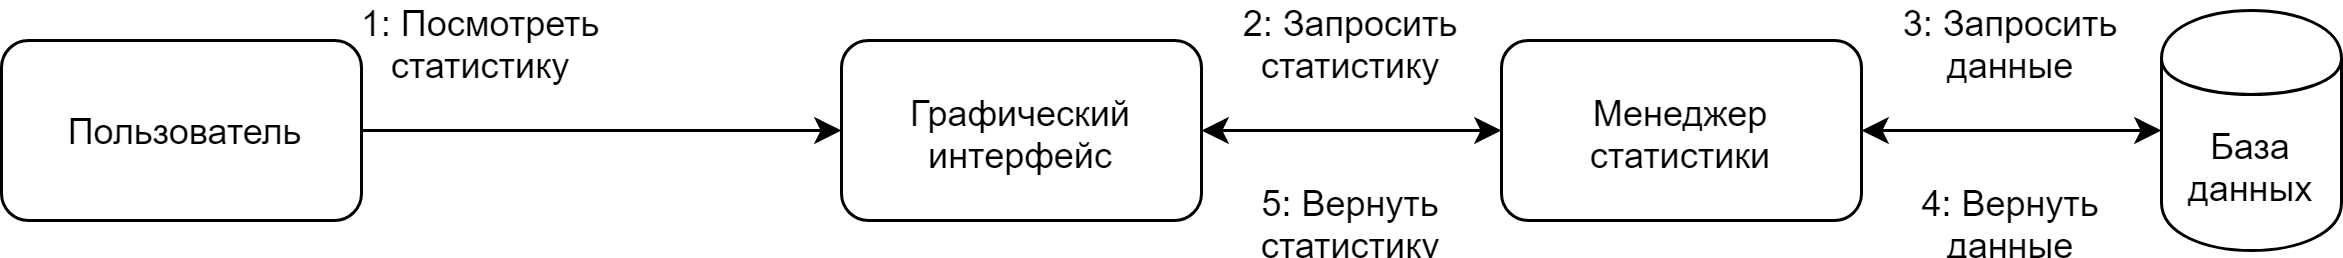 1: Посмотреть
статистику
2: Запросить
статистику
3: Запросить
данные
Пользователь
Графический
интерфейс
Менеджер
статистики
База
данных
5: Вернуть
статистику
4: Вернуть
данные